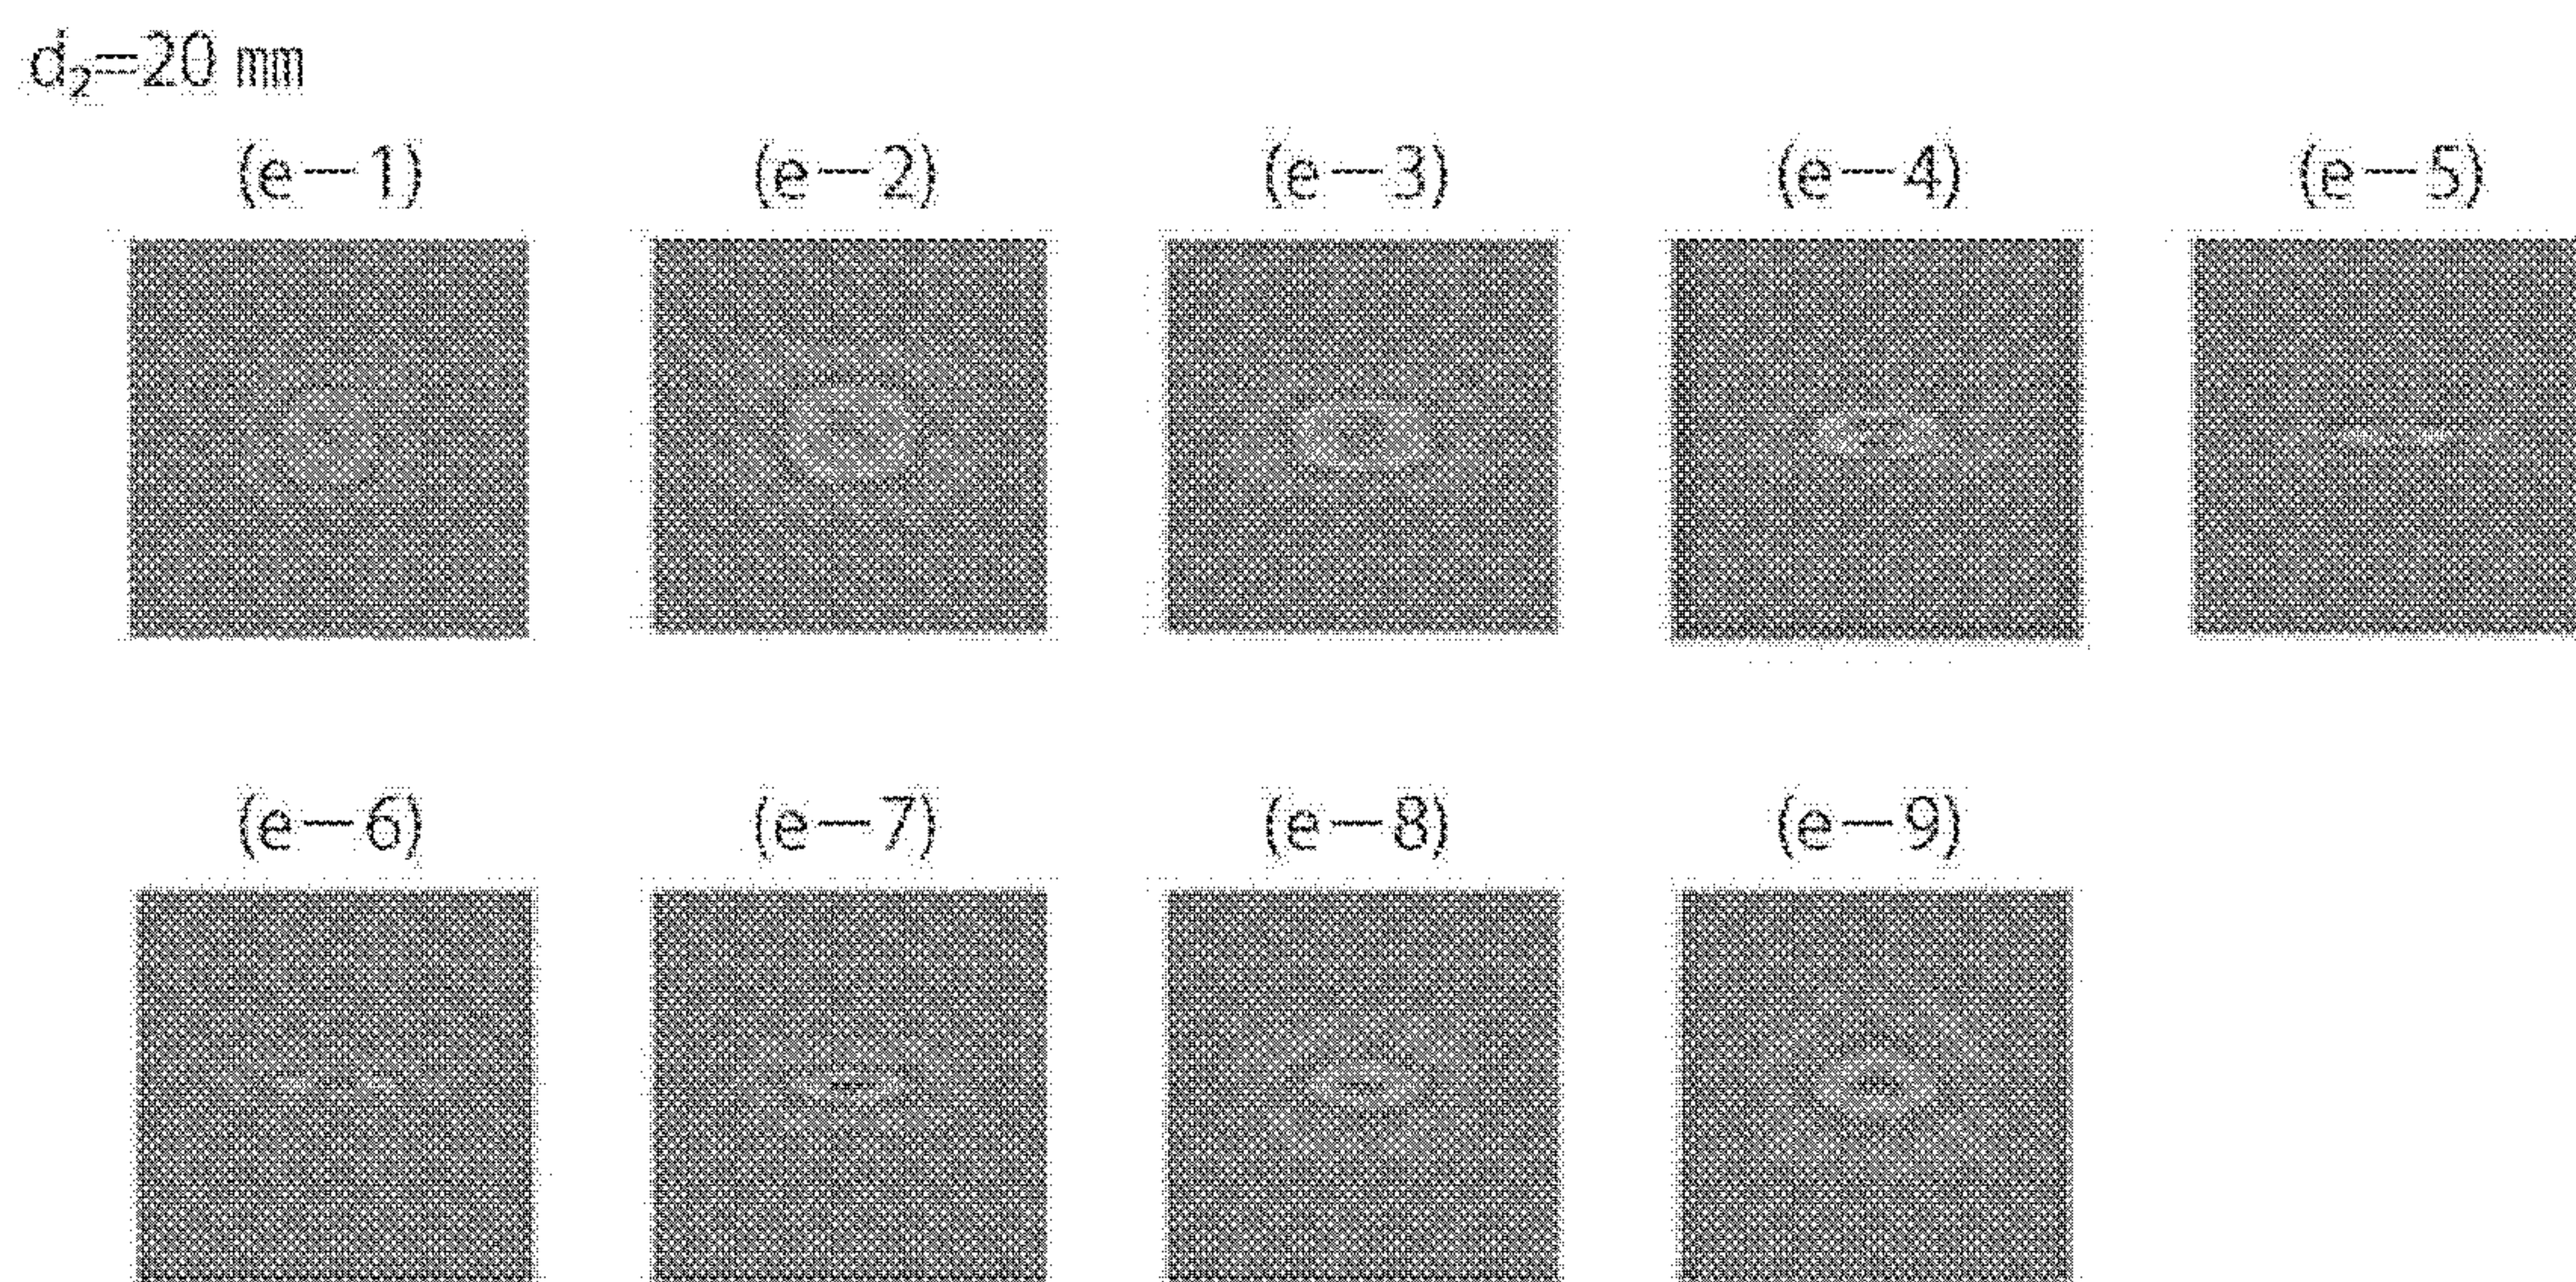 d₂=20 mm
(e—1) (e—2) (e—3) (e—4) (e—5)
(e—6) (e—7) (e—8) (e—9)